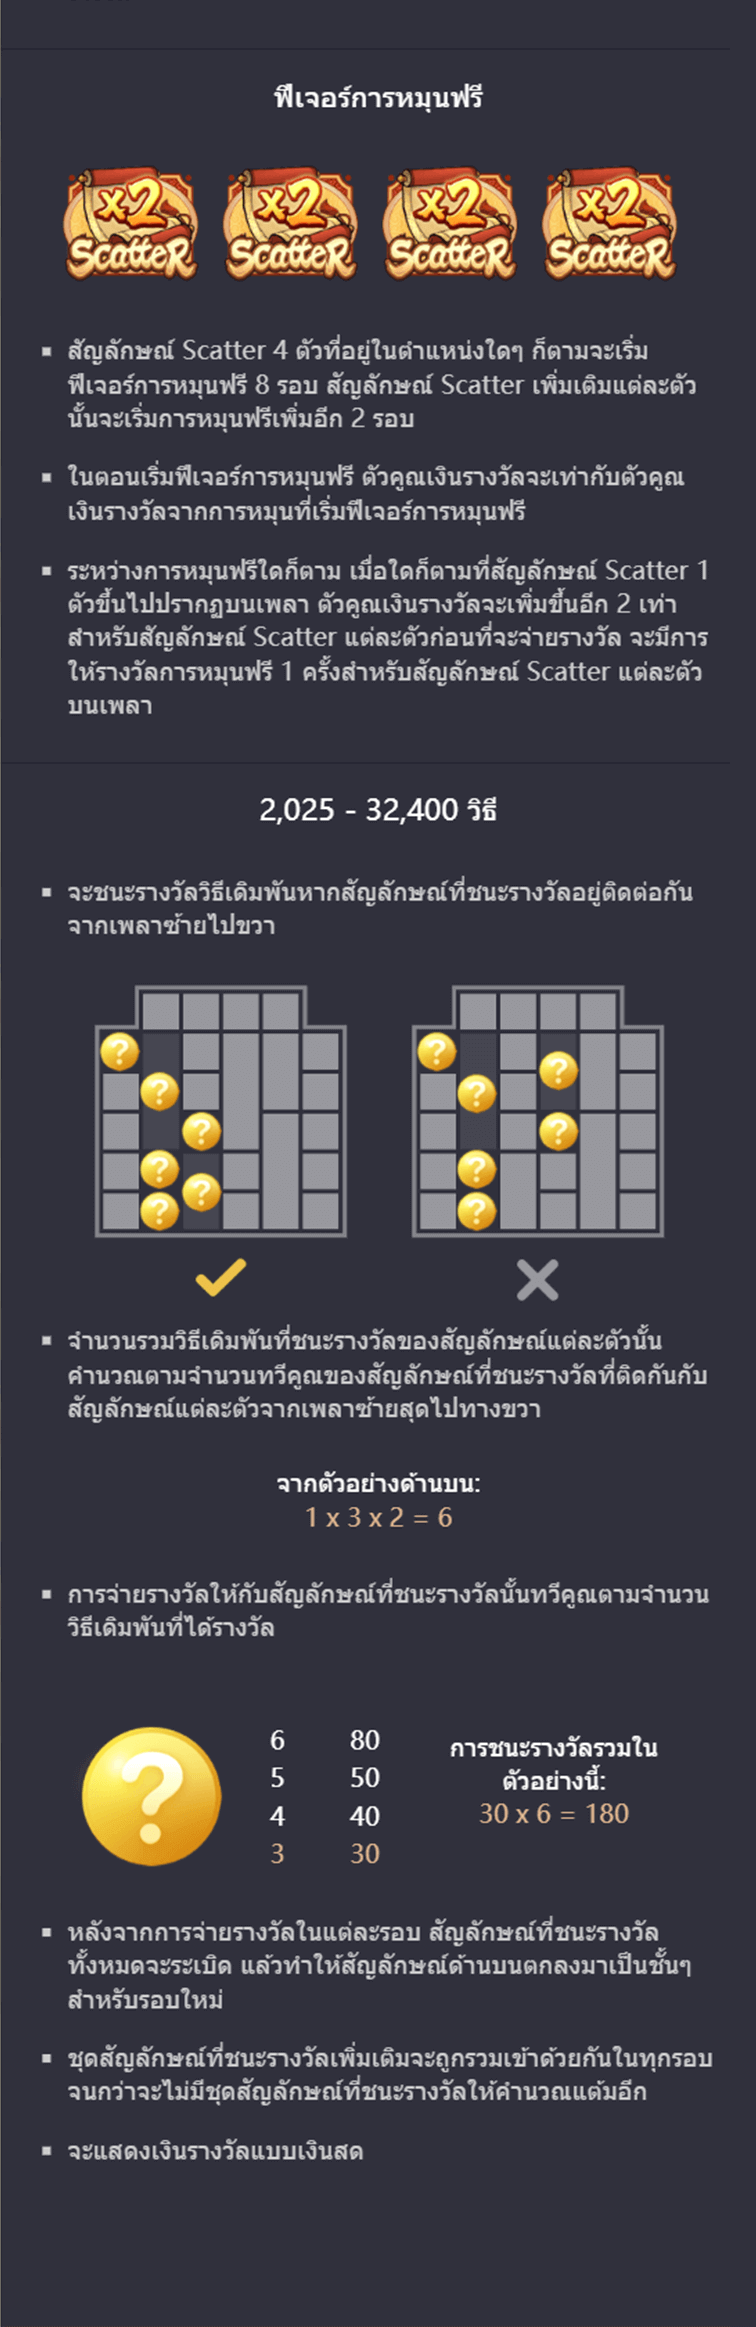 ฟีเจอร์การหมุนฟรี
x2 x2 x2 x2
Scatter Scatter Scatter Scatter
▪ สัญลักษณ์ Scatter 4 ตัวที่อยู่ในตำแหน่งใดๆ ก็ตามจะเริ่ม
ฟีเจอร์การหมุนฟรี 8 รอบ สัญลักษณ์ Scatter เพิ่มเติมแต่ละตัว
นั้นจะเริ่มการหมุนฟรีเพิ่มอีก 2 รอบ
▪ ในตอนเริ่มฟีเจอร์การหมุนฟรี ตัวคูณเงินรางวัลจะเท่ากับตัวคูณ
เงินรางวัลจากการหมุนที่เริ่มฟีเจอร์การหมุนฟรี
▪ ระหว่างการหมุนฟรีใดก็ตาม เมื่อใดก็ตามที่สัญลักษณ์ Scatter 1
ตัวขึ้นไปปรากฏบนเพลา ตัวคูณเงินรางวัลจะเพิ่มขึ้นอีก 2 เท่า
สำหรับสัญลักษณ์ Scatter แต่ละตัวก่อนที่จะจ่ายรางวัล จะมีการ
ให้รางวัลการหมุนฟรี 1 ครั้งสำหรับสัญลักษณ์ Scatter แต่ละตัว
บนเพลา
2,025 - 32,400 วิธี
▪ จะชนะรางวัลวิธีเดิมพันหากสัญลักษณ์ที่ชนะรางวัลอยู่ติดต่อกัน
จากเพลาซ้ายไปขวา
▪ จำนวนรวมวิธีเดิมพันที่ชนะรางวัลของสัญลักษณ์แต่ละตัวนั้น
คำนวณตามจำนวนทวีคูณของสัญลักษณ์ที่ชนะรางวัลที่ติดกันกับ
สัญลักษณ์แต่ละตัวจากเพลาซ้ายสุดไปทางขวา
จากตัวอย่างด้านบน:
1 x 3 x 2 = 6
▪ การจ่ายรางวัลให้กับสัญลักษณ์ที่ชนะรางวัลนั้นทวีคูณตามจำนวน
วิธีเดิมพันที่ได้รางวัล
?
6 80
5 50
4 40
3 30
การชนะรางวัลรวมใน
ตัวอย่างนี้:
30 x 6 = 180
▪ หลังจากการจ่ายรางวัลในแต่ละรอบ สัญลักษณ์ที่ชนะรางวัล
ทั้งหมดจะระเบิด แล้วทำให้สัญลักษณ์ด้านบนตกลงมาเป็นชั้นๆ
สำหรับรอบใหม่
▪ ชุดสัญลักษณ์ที่ชนะรางวัลเพิ่มเติมจะถูกรวมเข้าด้วยกันในทุกรอบ
จนกว่าจะไม่มีชุดสัญลักษณ์ที่ชนะรางวัลให้คำนวณแต้มอีก
▪ จะแสดงเงินรางวัลแบบเงินสด